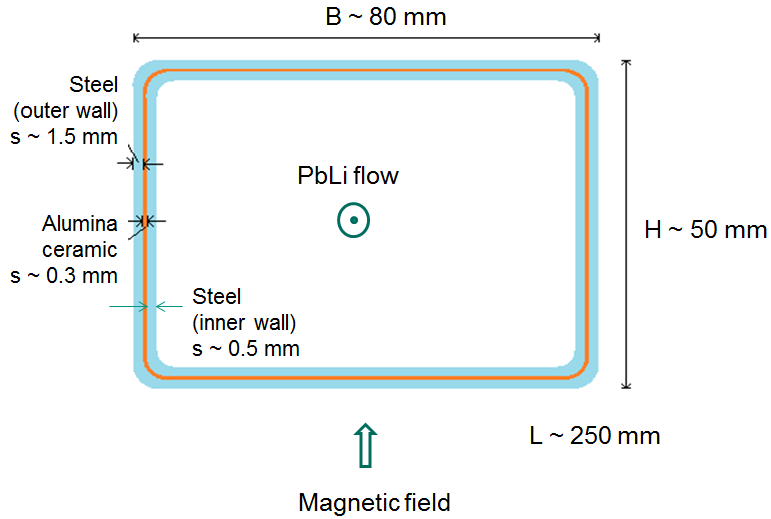 B ~ 80 mm
Steel
(outer wall)
s ~ 1.5 mm
PbLi flow
Alumina
ceramic
s ~ 0.3 mm
H ~ 50 mm
Steel
(inner wall)
s ~ 0.5 mm
L ~ 250 mm
Magnetic field